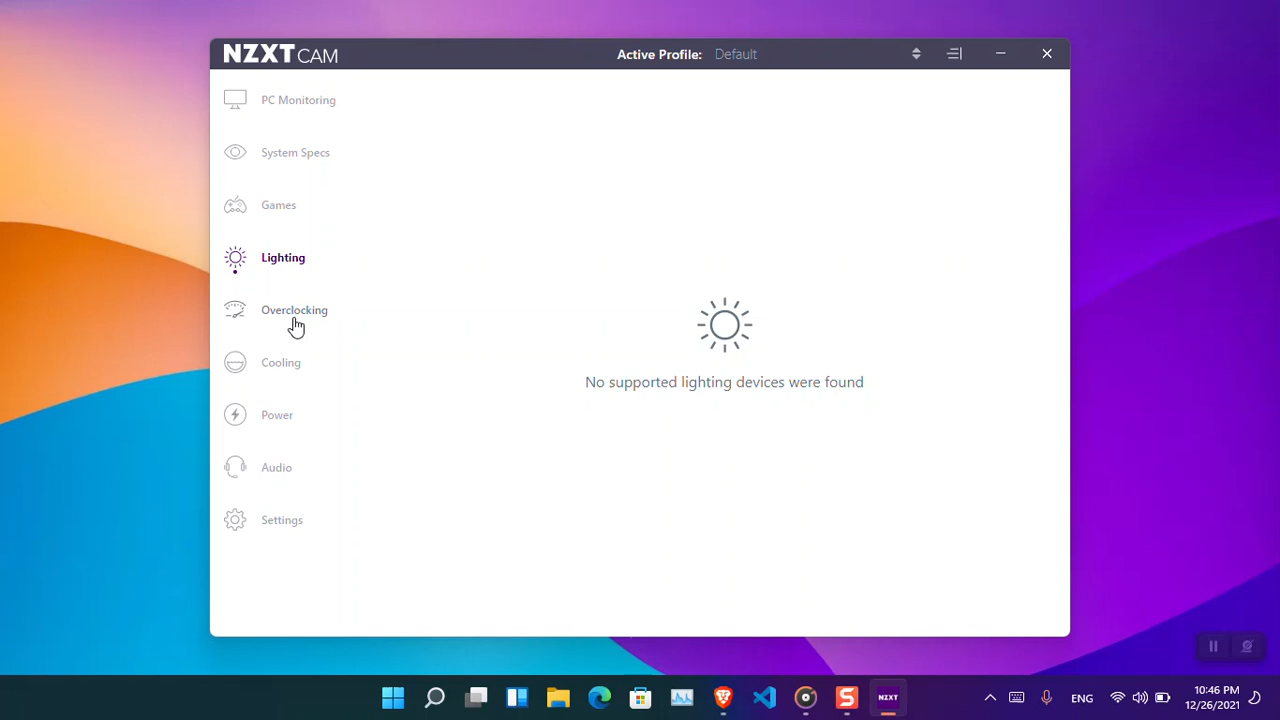 NZXT CAM
Active Profile: Default
PC Monitoring
System Specs
Games
Lighting
Overclocking
Cooling
Power
Audio
Settings
No supported lighting devices were found
S
NZXT
ENG
10:46 PM
12/26/2021